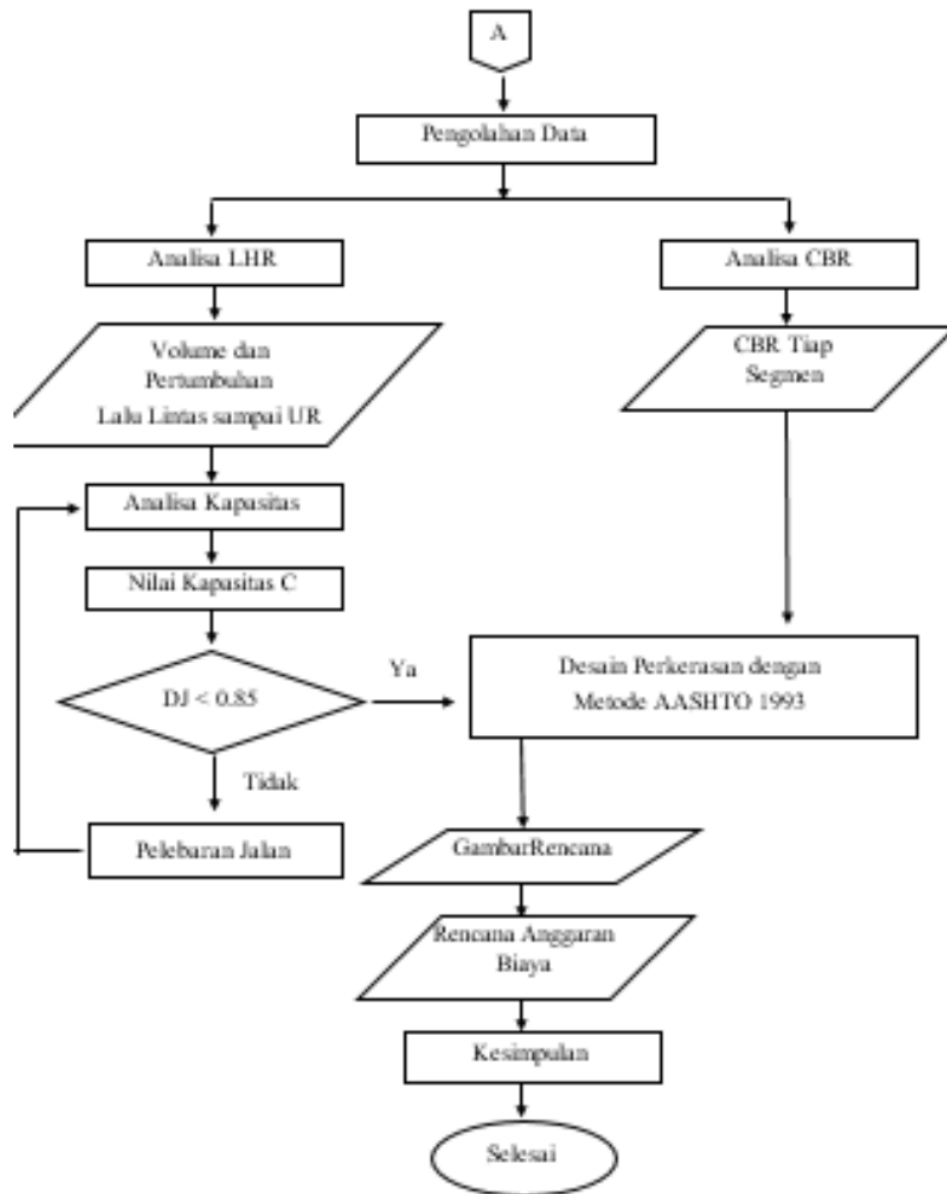 A
Pengolahan Data
Analisa LHR
Analisa CBR
Volume dan
Pertumbuhan
Lalu Lintas sampai UR
CBR Tiap
Segmen
Analisa Kapasitas
Nilai Kapasitas C
DJ < 0.85
Ya
Desain Perkerasan dengan
Metode AASHTO 1993
Tidak
Pelebaran Jalan
GambarRencana
Rencana Anggaran
Biaya
Kesimpulan
Selesai